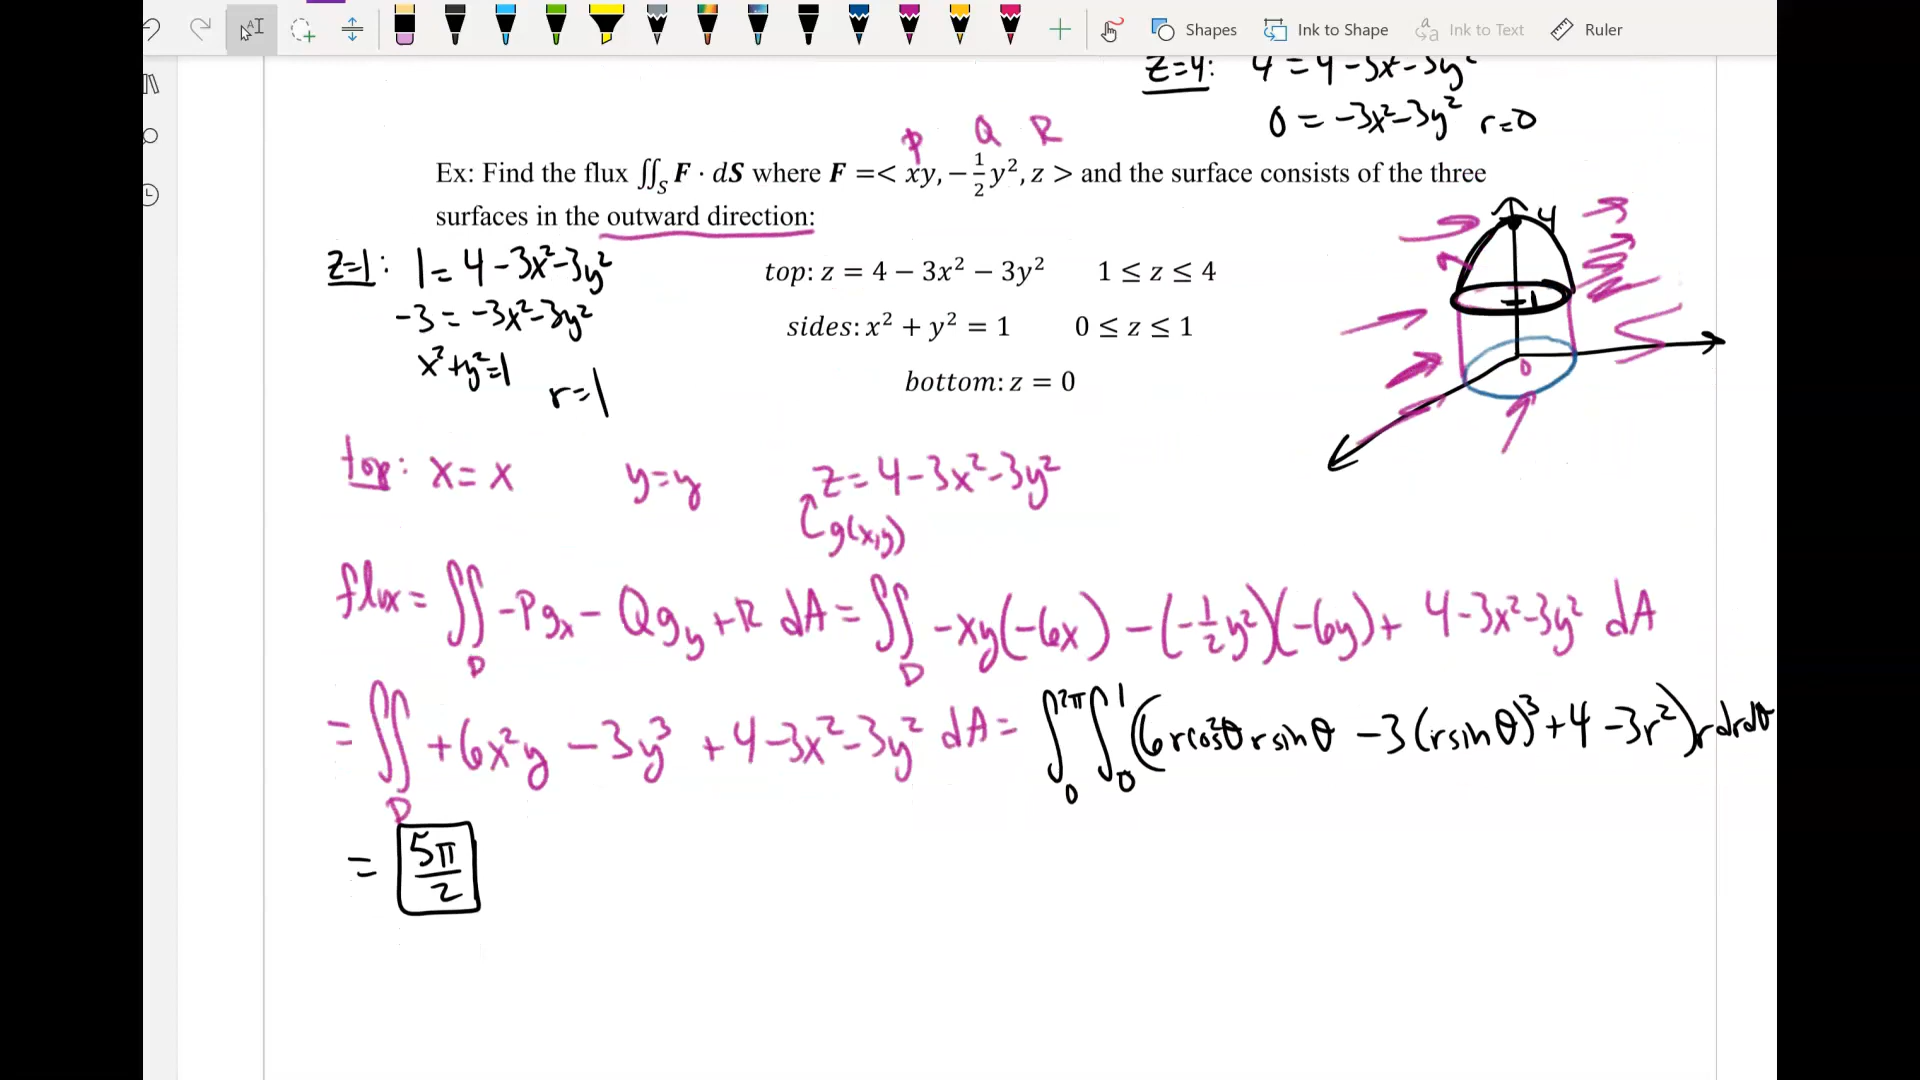 Shapes Ink to Shape Ink to Text Ruler
z=4: 4 = 4-3x²-3y²
0 = -3x²-3y² r=0
P Q R
Ex: Find the flux ∬_S F · dS where F =< xy, −½y², z > and the surface consists of the three
surfaces in the outward direction:
z=1: 1 = 4-3x²-3y²
-3 = -3x²-3y²
x²+y²=1
r=1
top: z = 4 − 3x² − 3y² 1 ≤ z ≤ 4
sides: x² + y² = 1 0 ≤ z ≤ 1
bottom: z = 0
4
1
0
top: x=x y=y z=4-3x²-3y²
g(x,y)
flux = ∬_D -Pg_x - Qg_y + R dA = ∬_D -xy(-6x) - (-½y²)(-6y) + 4-3x²-3y² dA
= ∬_D +6x²y - 3y³ + 4-3x²-3y² dA = ∫_0^2π ∫_0^1 (6rcos²θ r sinθ - 3(r sinθ)³ + 4 - 3r²) r dr dθ
= 5π/2